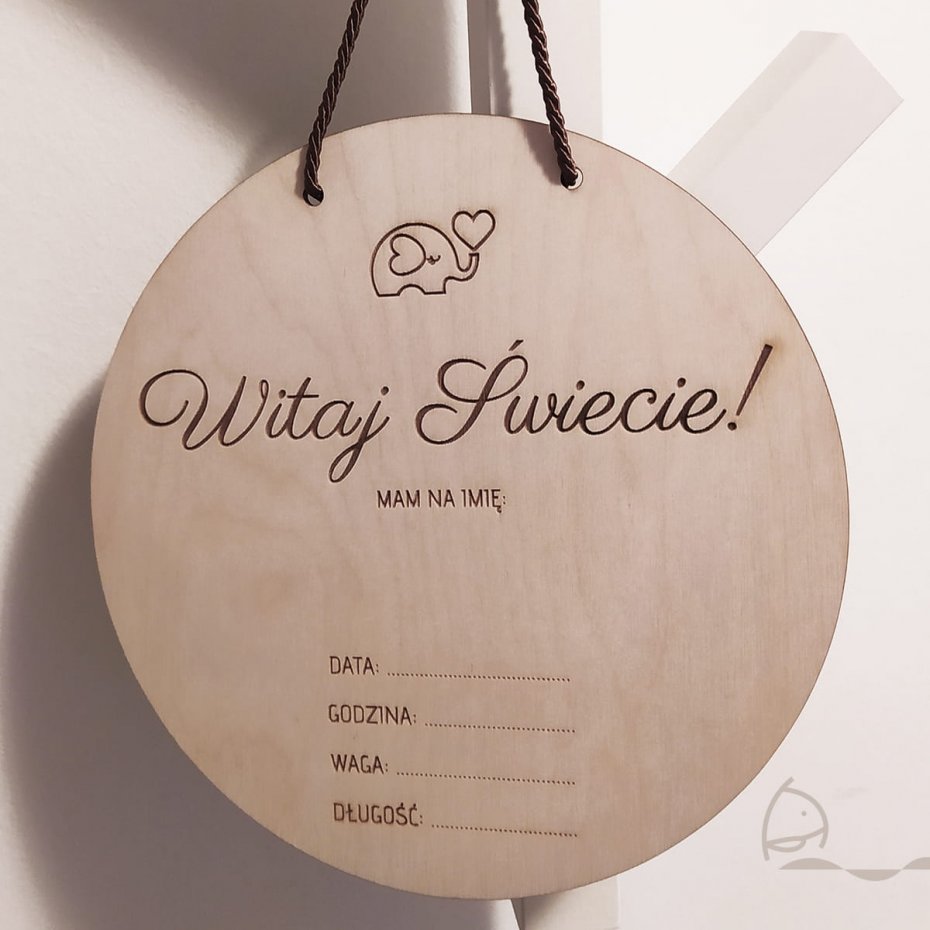 Witaj Świecie!
MAM NA IMIĘ:
DATA: ..............................
GODZINA: ..............................
WAGA: ..............................
DŁUGOŚĆ: ..............................